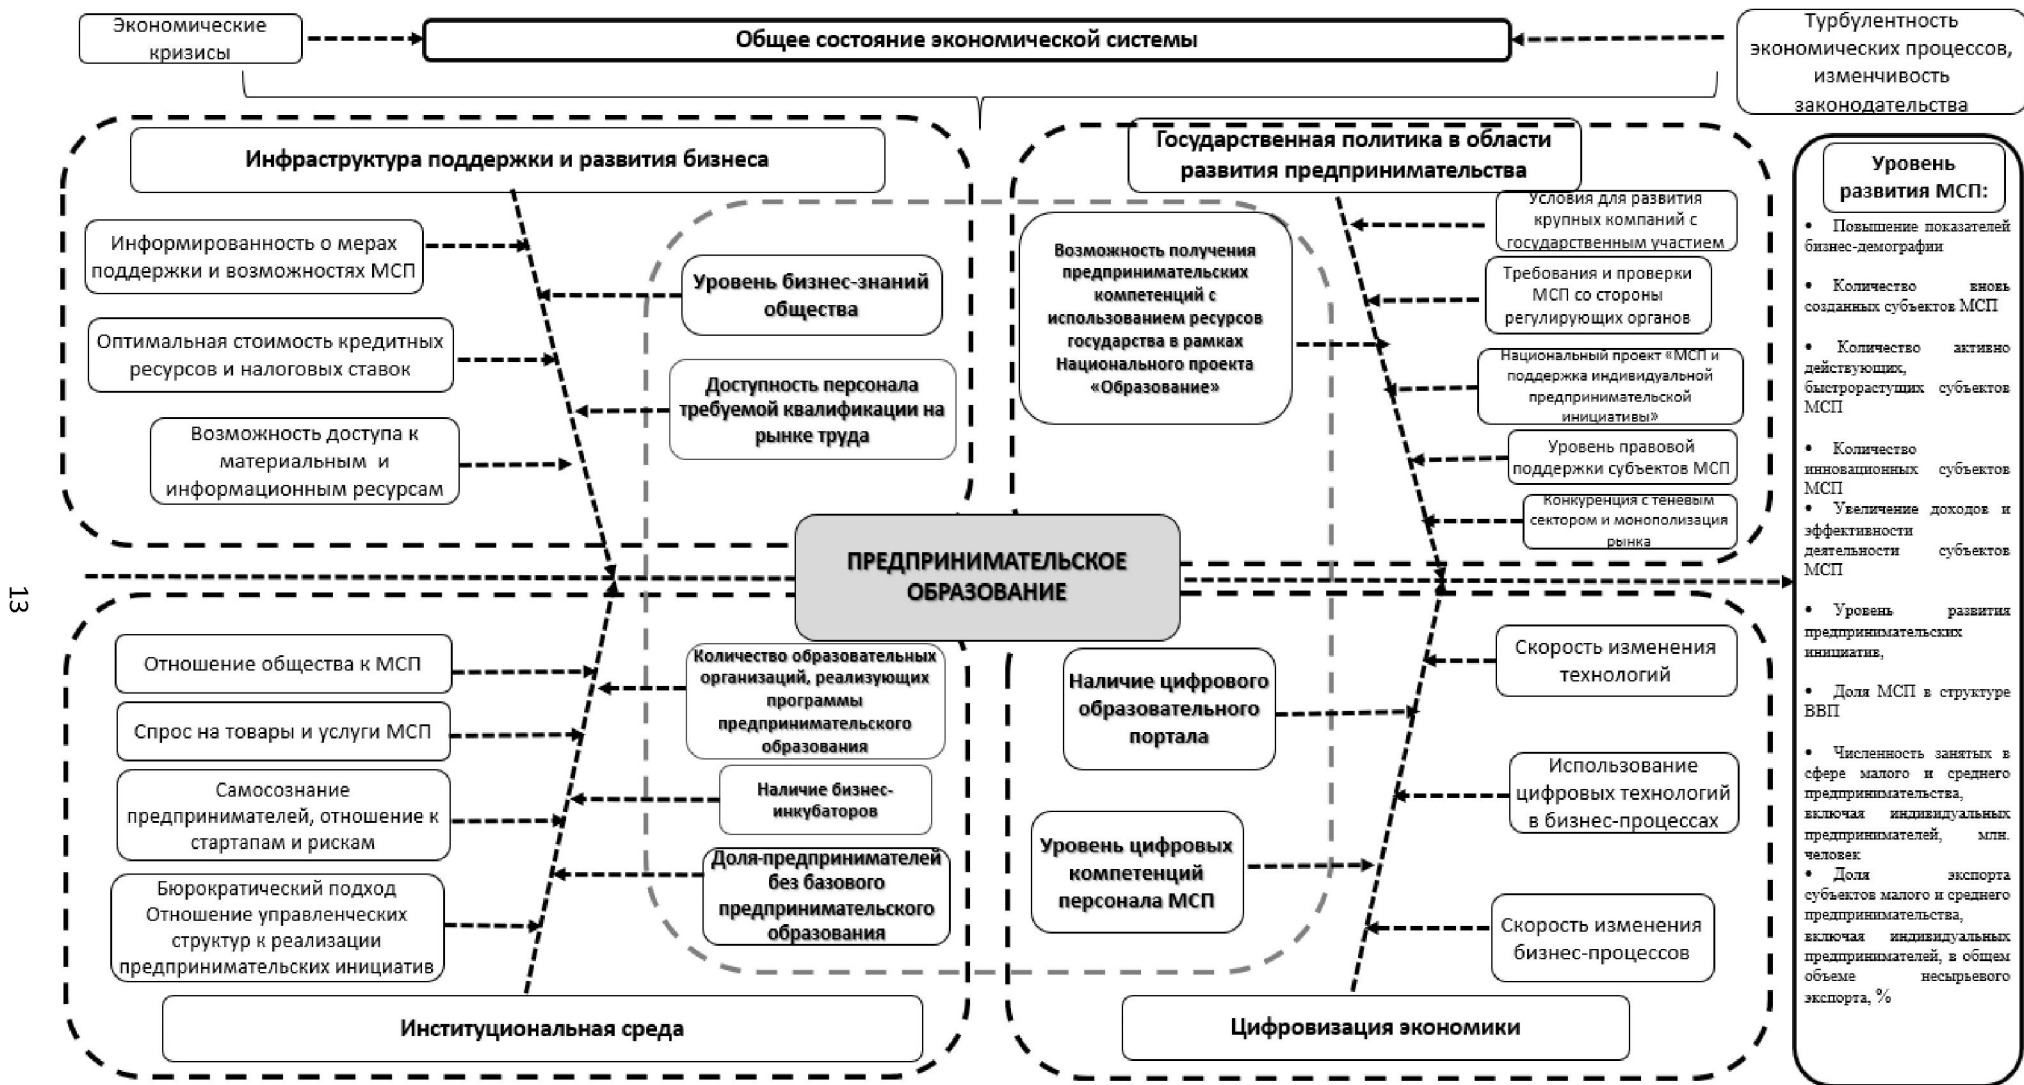 Экономические
кризисы
Общее состояние экономической системы
Турбулентность
экономических процессов,
изменчивость
законодательства
Инфраструктура поддержки и развития бизнеса
Информированность о мерах
поддержки и возможностях МСП
Оптимальная стоимость кредитных
ресурсов и налоговых ставок
Возможность доступа к
материальным и
информационным ресурсам
Уровень бизнес-знаний
общества
Доступность персонала
требуемой квалификации на
рынке труда
Государственная политика в области
развития предпринимательства
Возможность получения
предпринимательских
компетенций с
использованием ресурсов
государства в рамках
Национального проекта
«Образование»
Условия для развития
крупных компаний с
государственным участием
Требования и проверки
МСП со стороны
регулирующих органов
Национальный проект «МСП и
поддержка индивидуальной
предпринимательской
инициативы»
Уровень правовой
поддержки субъектов МСП
Конкуренция с теневым
сектором и монополизация
рынка
ПРЕДПРИНИМАТЕЛЬСКОЕ
ОБРАЗОВАНИЕ
Отношение общества к МСП
Спрос на товары и услуги МСП
Самосознание
предпринимателей, отношение к
стартапам и рискам
Бюрократический подход
Отношение управленческих
структур к реализации
предпринимательских инициатив
Количество образовательных
организаций, реализующих
программы
предпринимательского
образования
Наличие бизнес-
инкубаторов
Доля-предпринимателей
без базового
предпринимательского
образования
Институциональная среда
Наличие цифрового
образовательного
портала
Уровень цифровых
компетенций
персонала МСП
Скорость изменения
технологий
Использование
цифровых технологий
в бизнес-процессах
Скорость изменения
бизнес-процессов
Цифровизация экономики
Уровень
развития МСП:
• Повышение показателей
бизнес-демографии
• Количество вновь
созданных субъектов МСП
• Количество активно
действующих,
быстрорастущих субъектов
МСП
• Количество
инновационных субъектов
МСП
• Увеличение доходов и
эффективности
деятельности субъектов
МСП
• Уровень развития
предпринимательских
инициатив,
• Доля МСП в структуре
ВВП
• Численность занятых в
сфере малого и среднего
предпринимательства,
включая индивидуальных
предпринимателей, млн.
человек
• Доля экспорта
субъектов малого и среднего
предпринимательства,
включая индивидуальных
предпринимателей, в общем
объеме несырьевого
экспорта, %
13